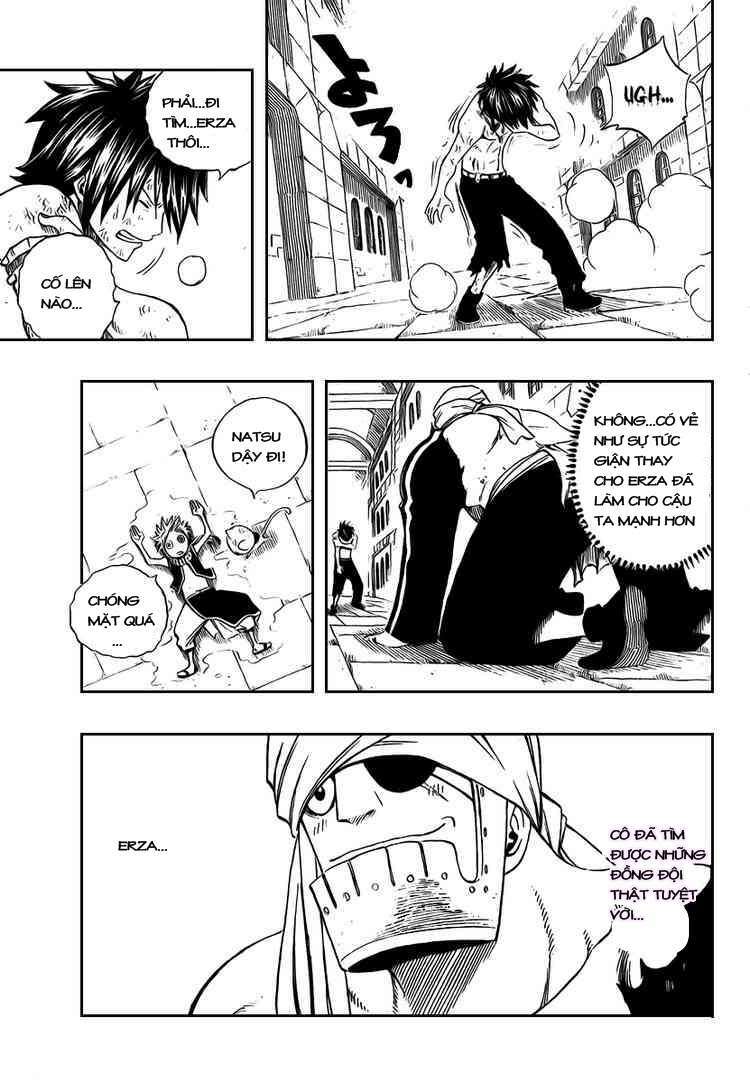 UGH...
よろっ
PHẢI...ĐI
TÌM...ERZA
THÔI...
CỐ LÊN
NÀO...
KHÔNG...CÓ VẺ
NHƯ SỰ TỨC
GIẬN THAY
CHO ERZA ĐÃ
LÀM CHO CẬU
TA MẠNH HƠN
NATSU
DẬY ĐI!
CHÓNG
MẶT QUÁ
...
CÔ ĐÃ TÌM
ĐƯỢC NHỮNG
ĐỒNG ĐỘI
THẬT TUYỆT
VỜI...
ERZA...